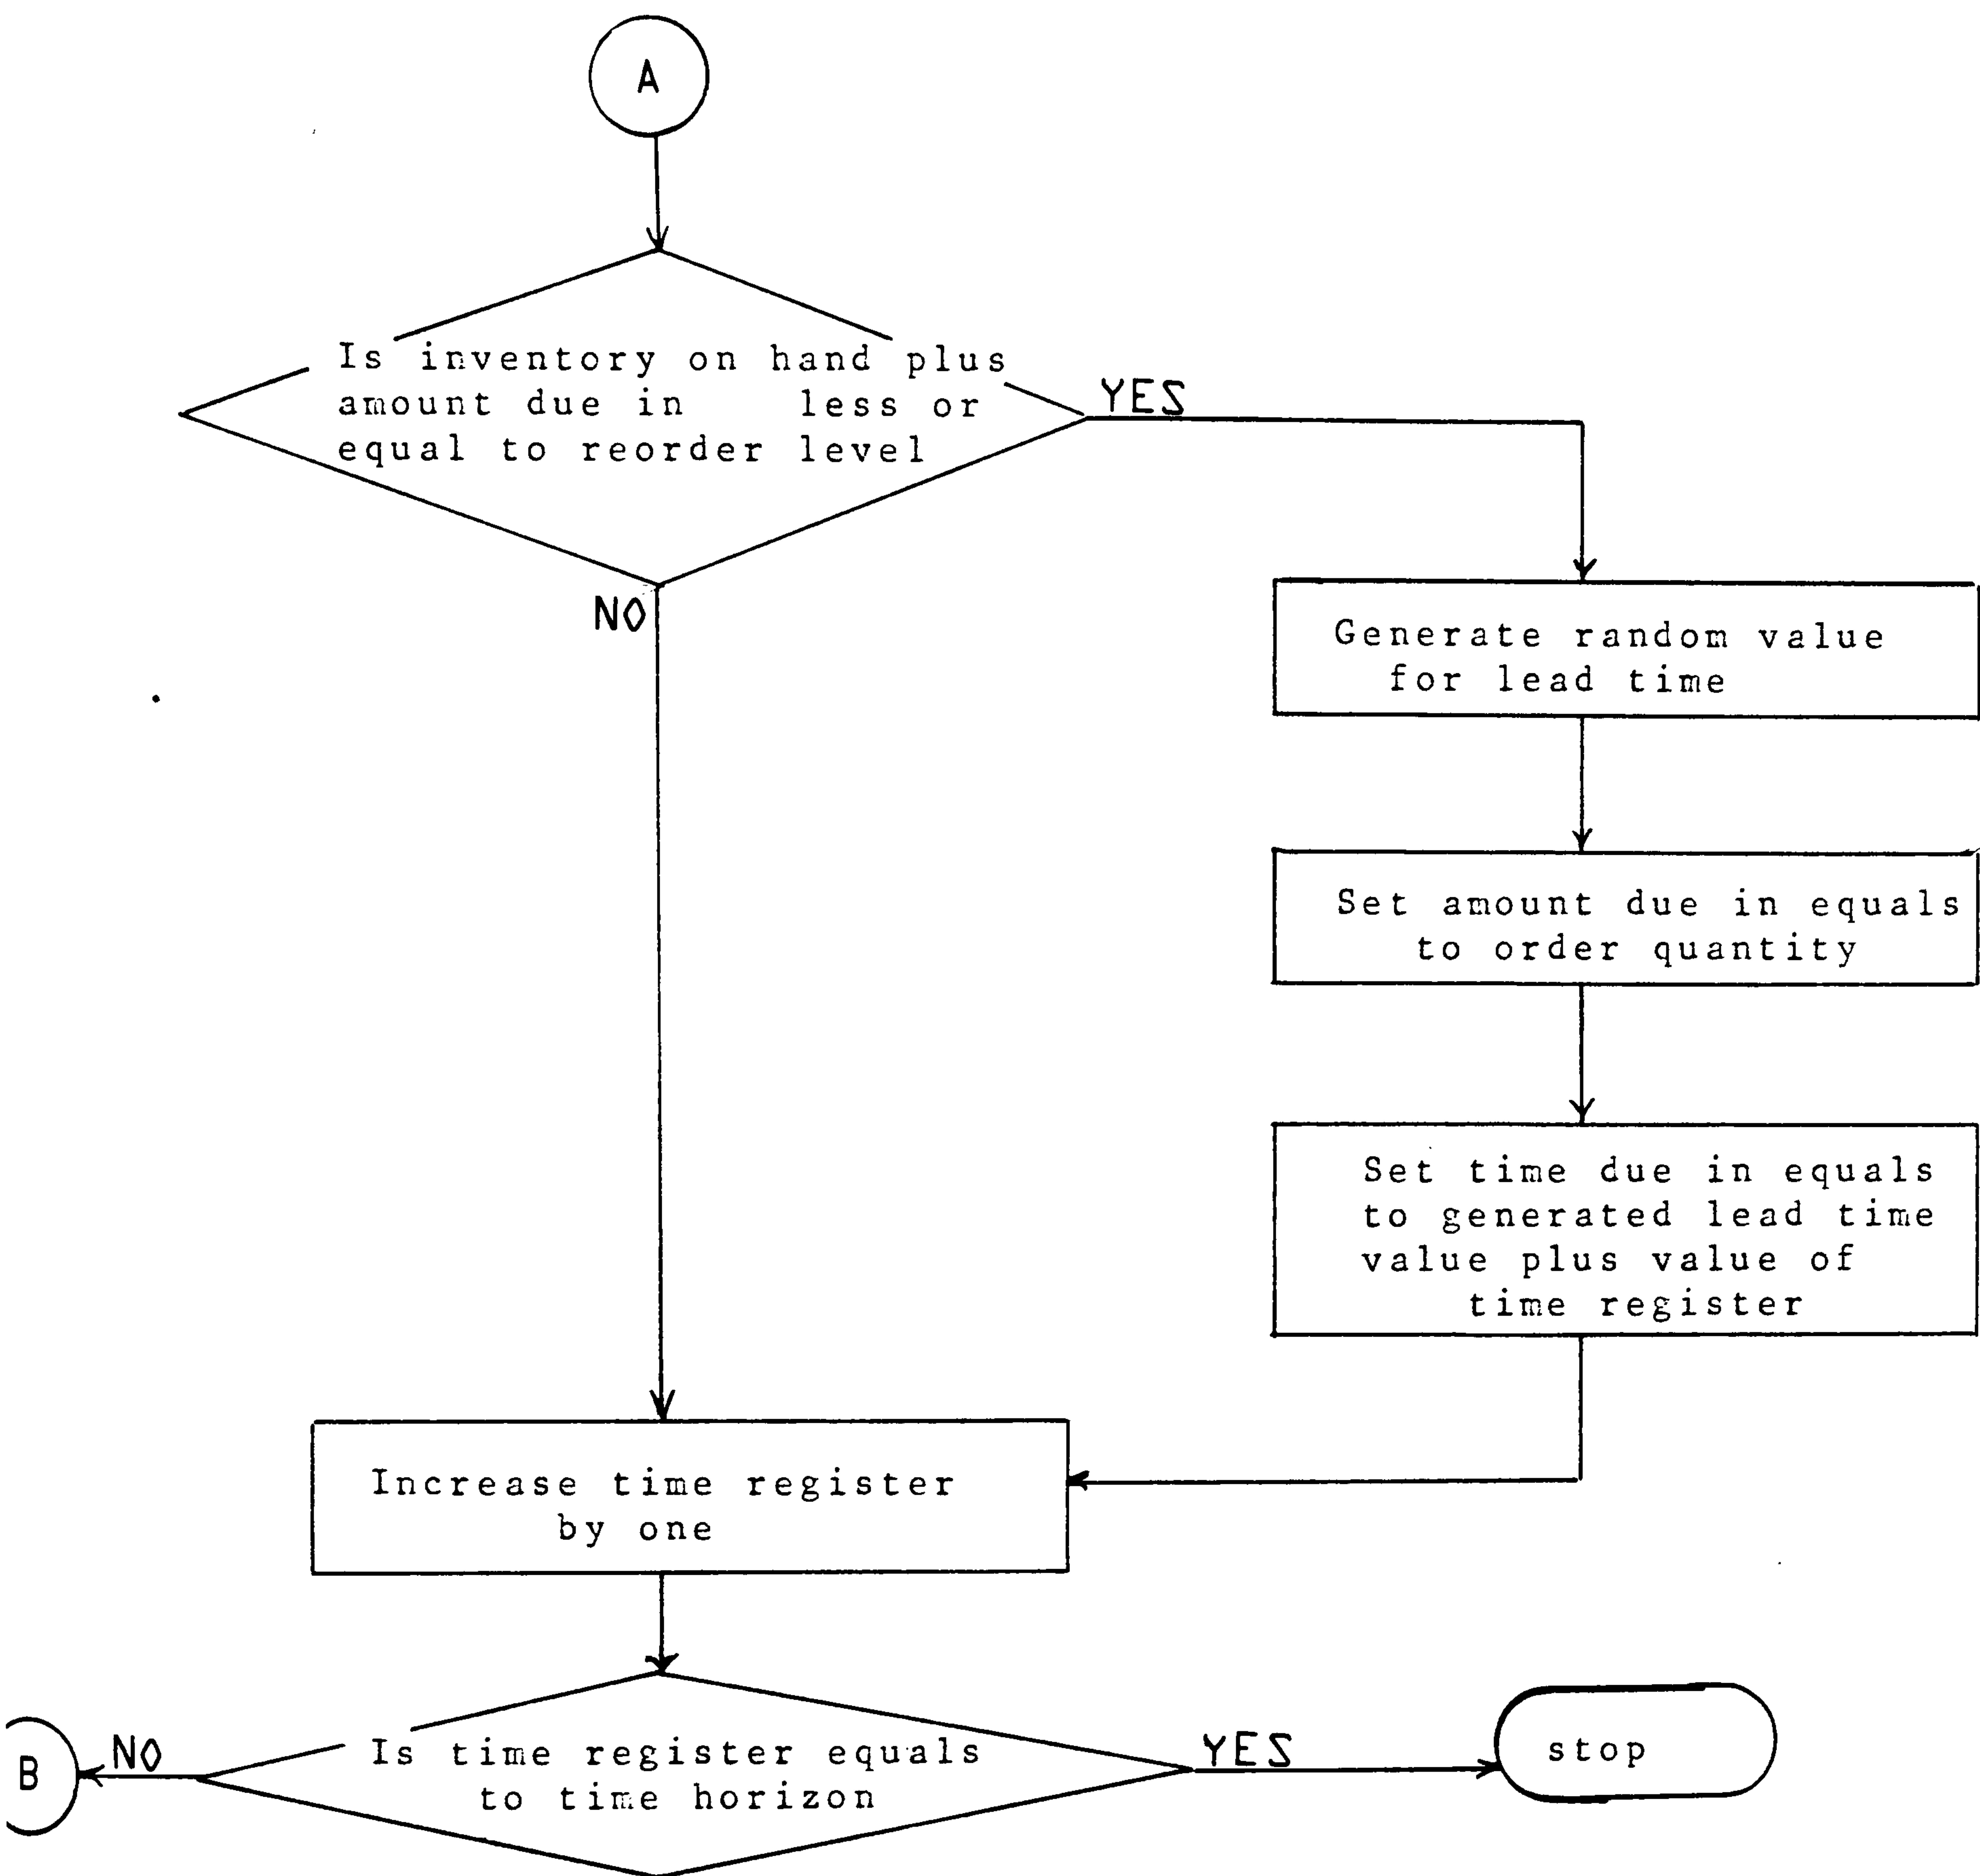 A
Is inventory on hand plus
amount due in less or
equal to reorder level
YES
NO
Generate random value
for lead time
Set amount due in equals
to order quantity
Set time due in equals
to generated lead time
value plus value of
time register
Increase time register
by one
Is time register equals
to time horizon
NO
B
YES
stop